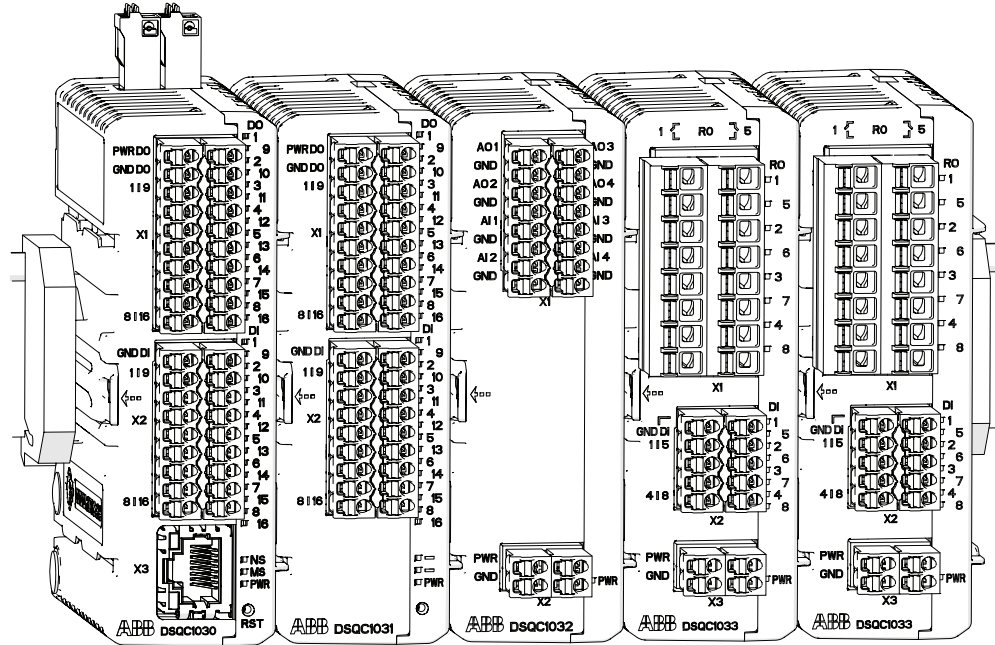 DO
1
PWR DO
9
GND DO
2
10
1 I 9
3
11
4
12
X1
5
13
6
14
7
15
8
8 I 16
16
DI
1
GND DI
9
2
1 I 9
10
3
11
X2
4
12
5
13
6
14
7
8 I 16
15
8
16
X3
NS
MS
PWR
RST
ABB DSQC1030
DO
1
PWR DO
9
GND DO
2
10
1 I 9
3
11
4
12
X1
5
13
6
14
7
15
8
8 I 16
16
DI
1
GND DI
9
2
1 I 9
10
3
11
X2
4
12
5
13
6
14
7
8 I 16
15
8
16
PWR
ABB DSQC1031
AO1 AO3
GND GND
AO2 AO4
GND GND
AI1 AI3
GND GND
AI2 AI4
GND GND
X1
PWR
GND PWR
X2
ABB DSQC1032
1 { RO } 5
RO
1
5
2
6
3
7
4
8
X1
DI
1
GND DI
5
1 I 5
2
6
3
7
4 I 8
4
8
X2
PWR
GND PWR
X3
ABB DSQC1033
1 { RO } 5
RO
1
5
2
6
3
7
4
8
X1
DI
1
GND DI
5
1 I 5
2
6
3
7
4 I 8
4
8
X2
PWR
GND PWR
X3
ABB DSQC1033